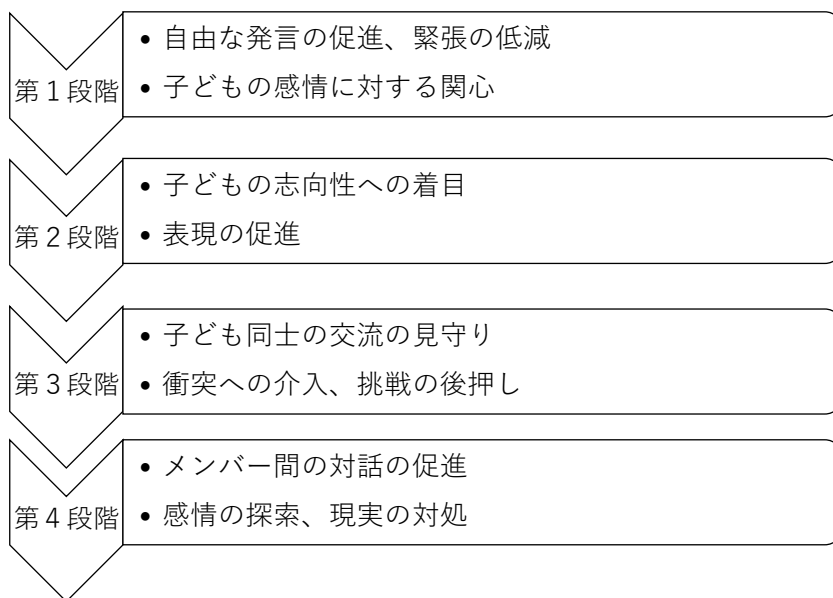 第１段階
• 自由な発言の促進、緊張の低減
• 子どもの感情に対する関心
第２段階
• 子どもの志向性への着目
• 表現の促進
第３段階
• 子ども同士の交流の見守り
• 衝突への介入、挑戦の後押し
第４段階
• メンバー間の対話の促進
• 感情の探索、現実の対処